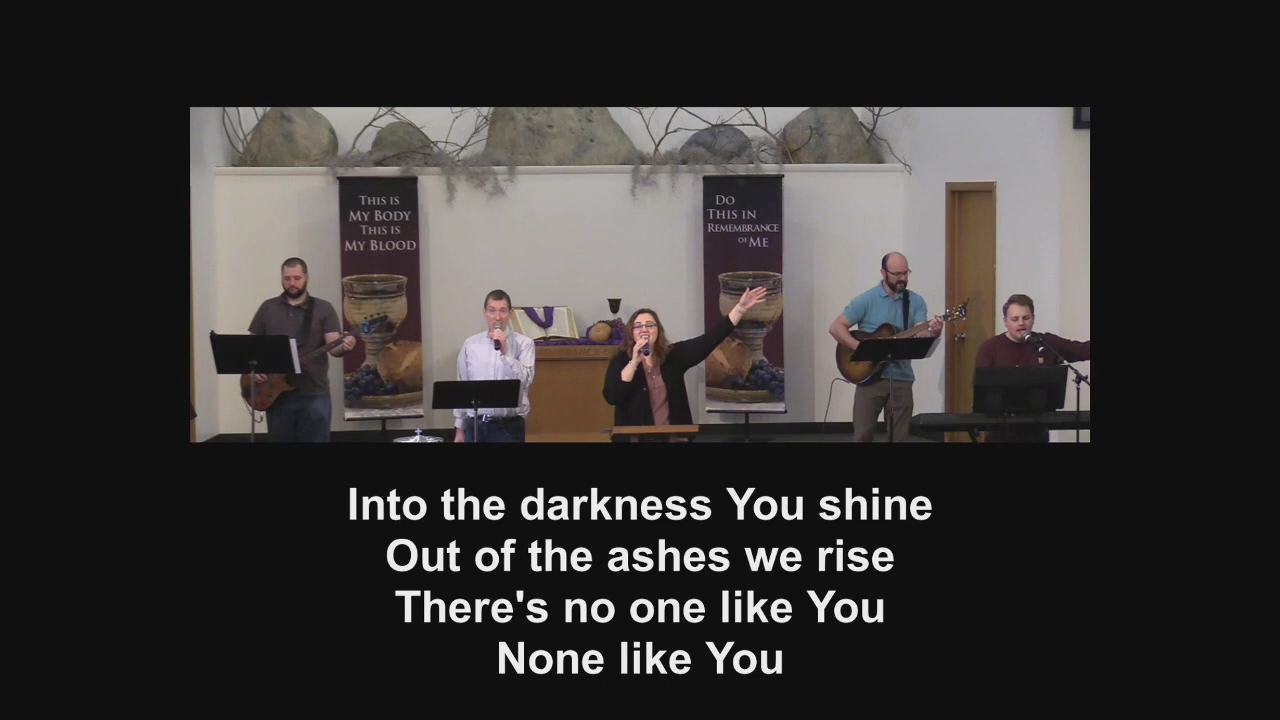 This is
My Body
This is
My Blood
Do
This in
Remembrance
of Me
Into the darkness You shine
Out of the ashes we rise
There's no one like You
None like You